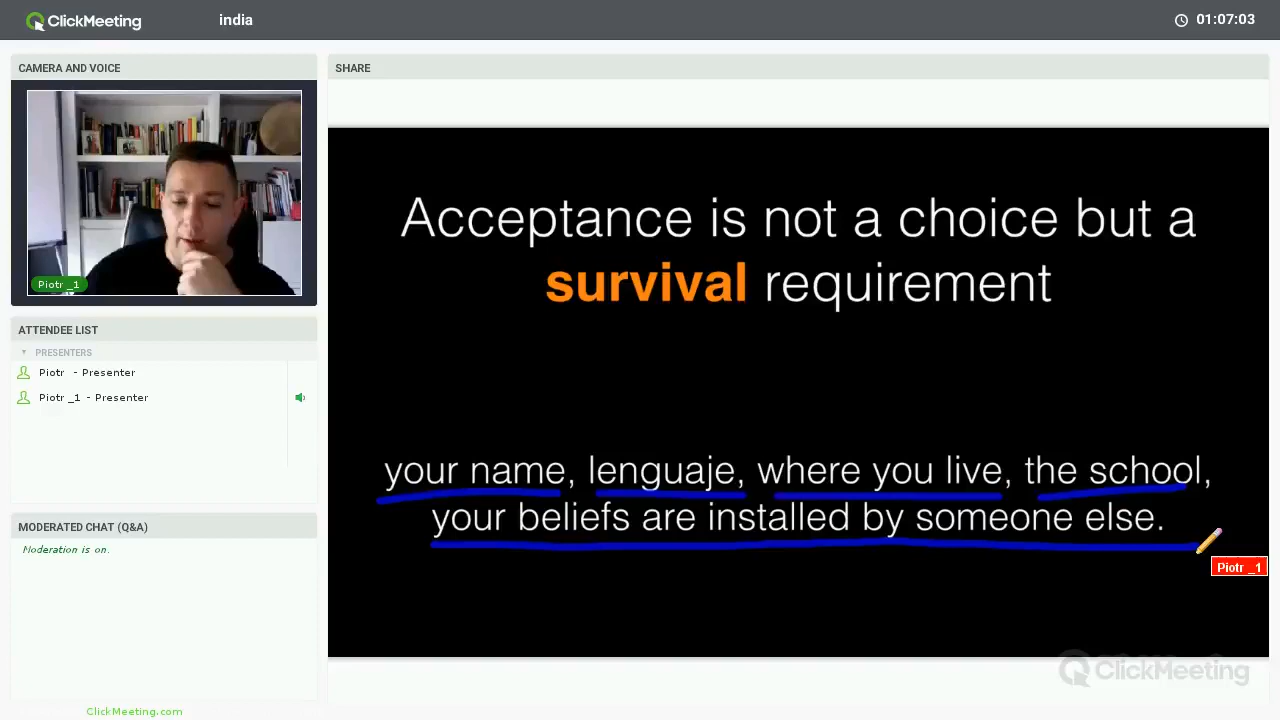 ClickMeeting
india
01:07:03
CAMERA AND VOICE
Piotr _1
ATTENDEE LIST
PRESENTERS
Piotr - Presenter
Piotr _1 - Presenter
MODERATED CHAT (Q&A)
Moderation is on.
ClickMeeting.com
SHARE
Acceptance is not a choice but a
survival requirement
your name, lenguaje, where you live, the school,
your beliefs are installed by someone else.
Piotr _1
ClickMeeting